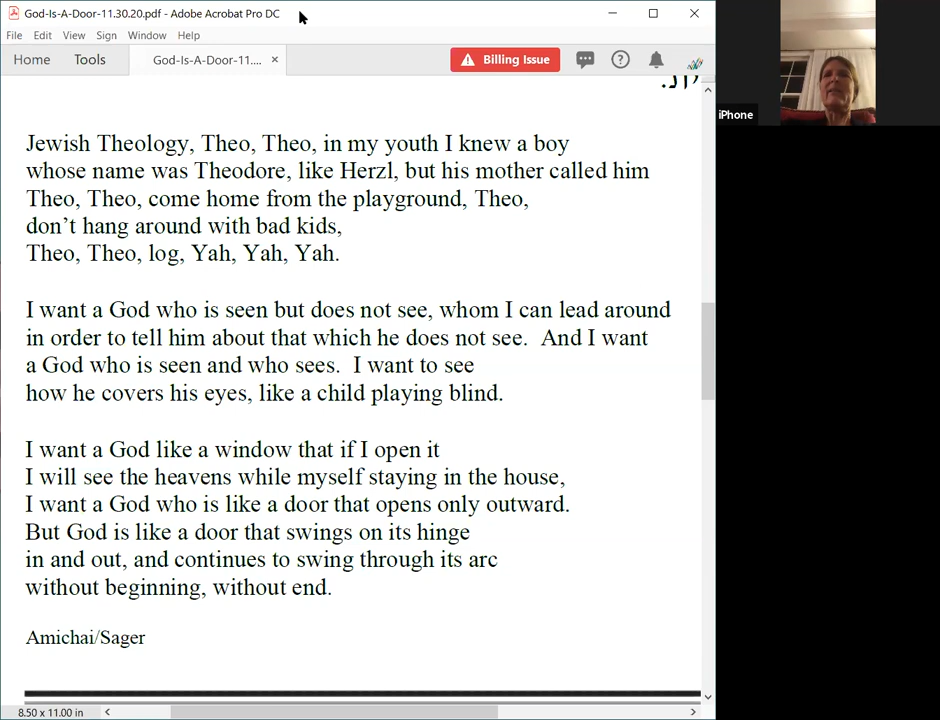 God-Is-A-Door-11.30.20.pdf - Adobe Acrobat Pro DC
File Edit View Sign Window Help
Home Tools God-Is-A-Door-11.... × Billing Issue
iPhone
Jewish Theology, Theo, Theo, in my youth I knew a boy
whose name was Theodore, like Herzl, but his mother called him
Theo, Theo, come home from the playground, Theo,
don't hang around with bad kids,
Theo, Theo, log, Yah, Yah, Yah.
I want a God who is seen but does not see, whom I can lead around
in order to tell him about that which he does not see. And I want
a God who is seen and who sees. I want to see
how he covers his eyes, like a child playing blind.
I want a God like a window that if I open it
I will see the heavens while myself staying in the house,
I want a God who is like a door that opens only outward.
But God is like a door that swings on its hinge
in and out, and continues to swing through its arc
without beginning, without end.
Amichai/Sager
8.50 x 11.00 in